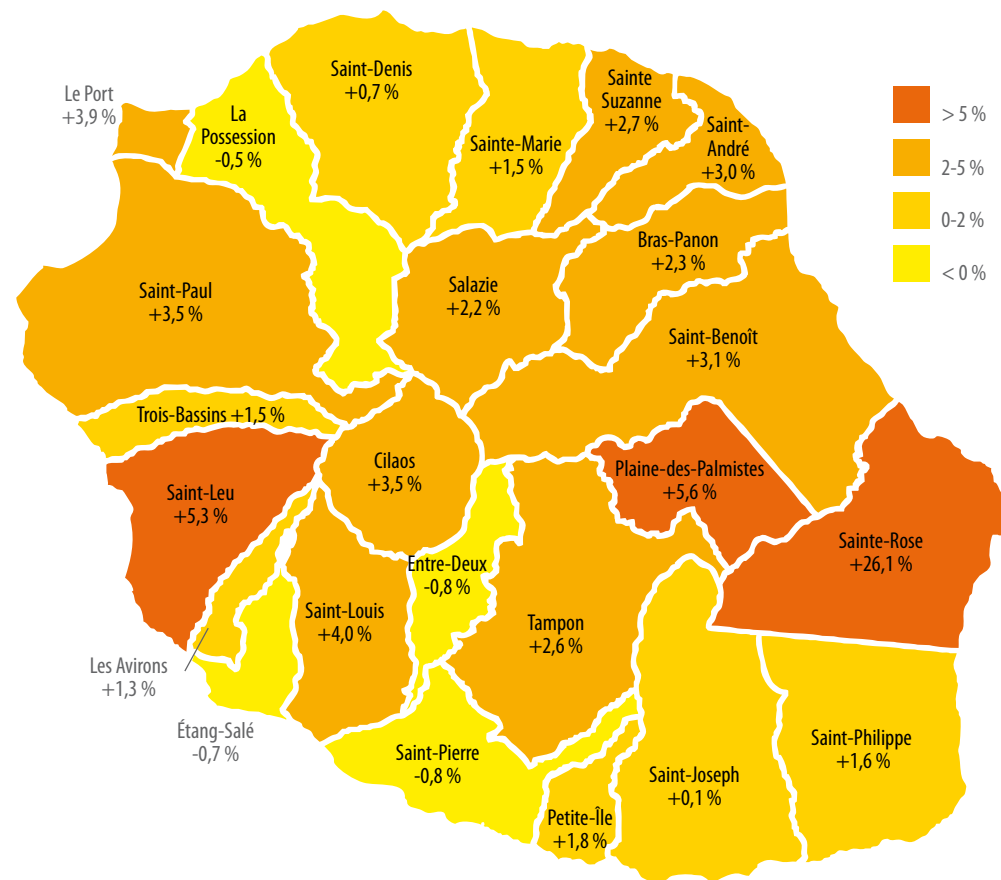 Saint-Denis
+0,7 %
Sainte
Suzanne
+2,7 %
Le Port
+3,9 %
La
Possession
-0,5 %
Sainte-Marie
+1,5 %
Saint-
André
+3,0 %
> 5 %
2-5 %
0-2 %
< 0 %
Bras-Panon
+2,3 %
Saint-Paul
+3,5 %
Salazie
+2,2 %
Saint-Benoît
+3,1 %
Trois-Bassins +1,5 %
Cilaos
+3,5 %
Plaine-des-Palmistes
+5,6 %
Saint-Leu
+5,3 %
Sainte-Rose
+26,1 %
Entre-Deux
-0,8 %
Saint-Louis
+4,0 %
Tampon
+2,6 %
Les Avirons
+1,3 %
Étang-Salé
-0,7 %
Saint-Pierre
-0,8 %
Saint-Philippe
+1,6 %
Saint-Joseph
+0,1 %
Petite-Île
+1,8 %